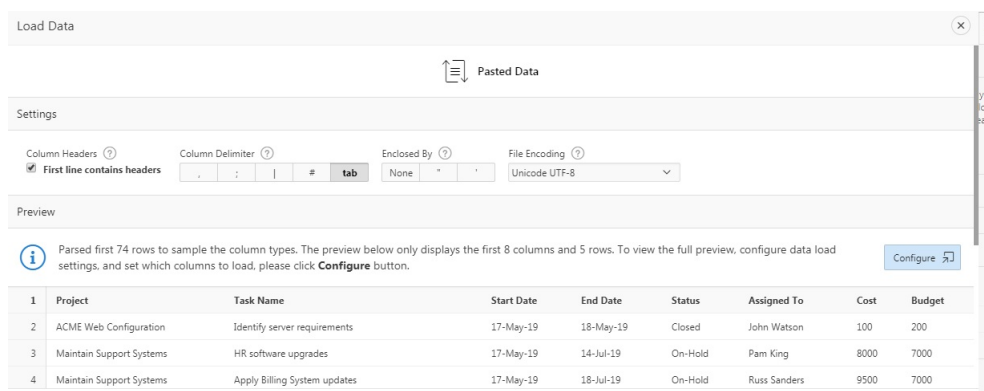 Load Data
Pasted Data
Settings
Column Headers ? Column Delimiter ? Enclosed By ? File Encoding ?
First line contains headers , ; | # tab None " ' Unicode UTF-8
Preview
Parsed first 74 rows to sample the column types. The preview below only displays the first 8 columns and 5 rows. To view the full preview, configure data load
settings, and set which columns to load, please click Configure button.
Configure
1 Project Task Name Start Date End Date Status Assigned To Cost Budget
2 ACME Web Configuration Identify server requirements 17-May-19 18-May-19 Closed John Watson 100 200
3 Maintain Support Systems HR software upgrades 17-May-19 14-Jul-19 On-Hold Pam King 8000 7000
4 Maintain Support Systems Apply Billing System updates 17-May-19 18-Jul-19 On-Hold Russ Sanders 9500 7000